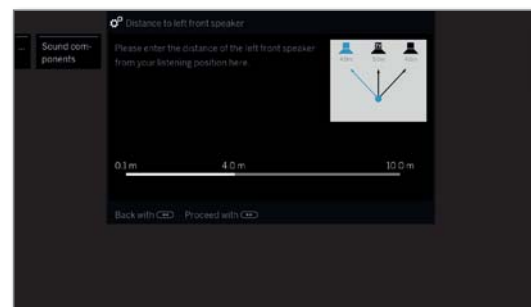 Distance to left front speaker
...
Sound com-
ponents
Please enter the distance of the left front speaker
from your listening position here.
0.1 m 4.0 m 10.0 m
Back with Proceed with